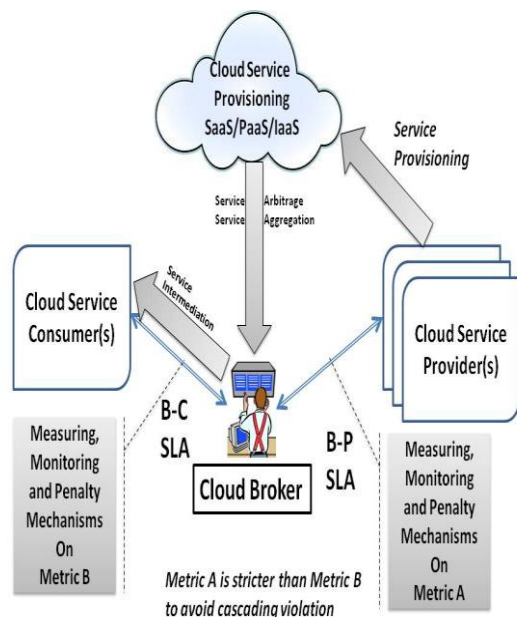 Cloud Service
Provisioning
SaaS/PaaS/IaaS
Service
Provisioning
Service Arbitrage
Service Aggregation
Service
Intermediation
Cloud Service
Consumer(s)
Cloud Service
Provider(s)
B-C
SLA
B-P
SLA
Cloud Broker
Measuring,
Monitoring
and Penalty
Mechanisms
On
Metric B
Measuring,
Monitoring
and Penalty
Mechanisms
On
Metric A
Metric A is stricter than Metric B
to avoid cascading violation